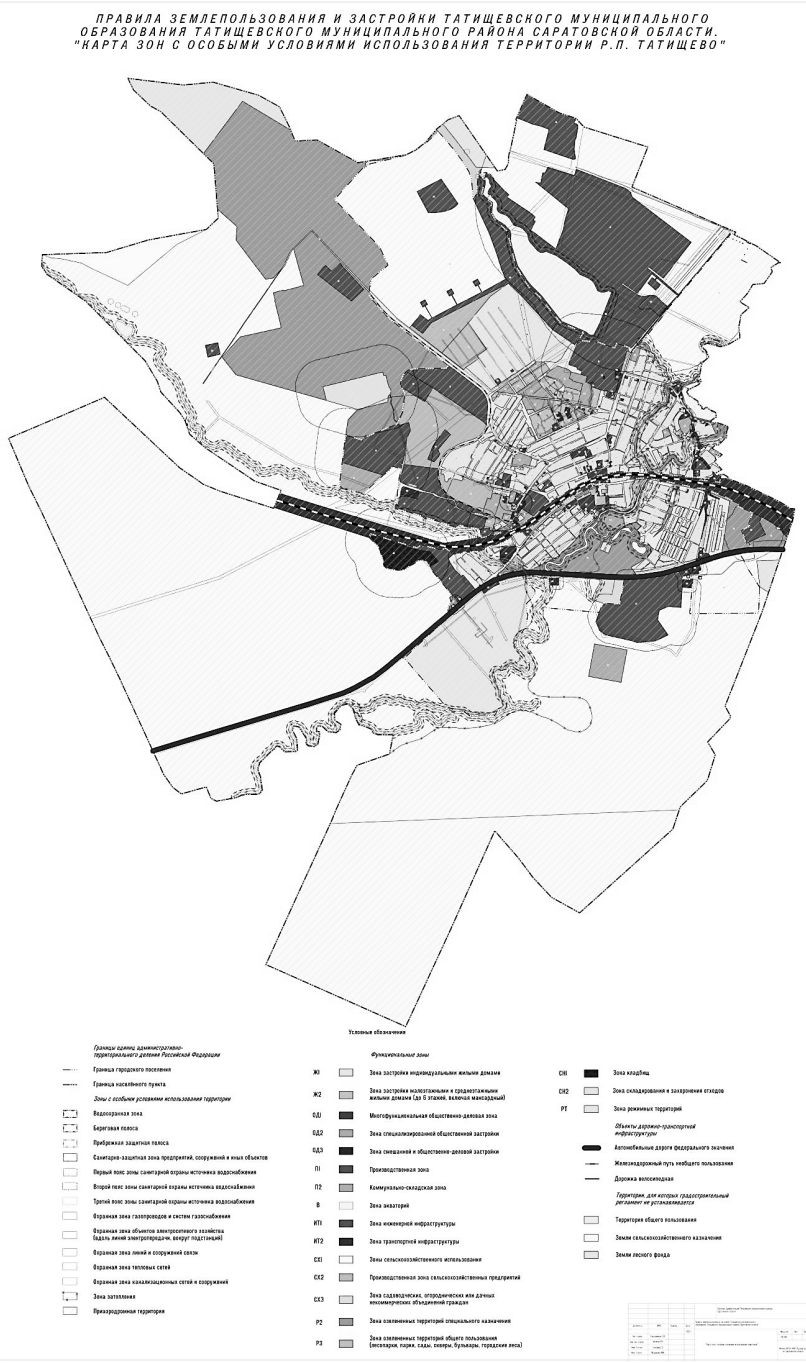 ПРАВИЛА ЗЕМЛЕПОЛЬЗОВАНИЯ И ЗАСТРОЙКИ ТАТИЩЕВСКОГО МУНИЦИПАЛЬНОГО
ОБРАЗОВАНИЯ ТАТИЩЕВСКОГО МУНИЦИПАЛЬНОГО РАЙОНА САРАТОВСКОЙ ОБЛАСТИ.
"КАРТА ЗОН С ОСОБЫМИ УСЛОВИЯМИ ИСПОЛЬЗОВАНИЯ ТЕРРИТОРИИ Р.П. ТАТИЩЕВО"
Условные обозначения
Границы единиц административно-
территориального деления Российской Федерации
Граница городского поселения
Граница населённого пункта
Зоны с особыми условиями использования территории
Водоохранная зона
Береговая полоса
Прибрежная защитная полоса
Санитарно-защитная зона предприятий, сооружений и иных объектов
Первый пояс зоны санитарной охраны источника водоснабжения
Второй пояс зоны санитарной охраны источника водоснабжения
Третий пояс зоны санитарной охраны источника водоснабжения
Охранная зона газопроводов и систем газоснабжения
Охранная зона объектов электросетевого хозяйства
(вдоль линий электропередачи, вокруг подстанций)
Охранная зона линий и сооружений связи
Охранная зона тепловых сетей
Охранная зона канализационных сетей и сооружений
Зона затопления
Приаэродромная территория
Функциональные зоны
Ж1 Зона застройки индивидуальными жилыми домами
Ж2 Зона застройки малоэтажными и среднеэтажными
жилыми домами (до 6 этажей, включая мансардный)
ОД1 Многофункциональная общественно-деловая зона
ОД2 Зона специализированной общественной застройки
ОД3 Зона смешанной и общественно-деловой застройки
П1 Производственная зона
П2 Коммунально-складская зона
В Зона акваторий
ИТ1 Зона инженерной инфраструктуры
ИТ2 Зона транспортной инфраструктуры
СХ1 Зоны сельскохозяйственного использования
СХ2 Производственная зона сельскохозяйственных предприятий
СХ3 Зона садоводческих, огороднических или дачных
некоммерческих объединений граждан
Р2 Зона озелененных территорий специального назначения
Р3 Зона озелененных территорий общего пользования
(лесопарки, парки, сады, скверы, бульвары, городские леса)
СН1 Зона кладбищ
СН2 Зона складирования и захоронения отходов
РТ Зона режимных территорий
Объекты дорожно-транспортной
инфраструктуры
Автомобильные дороги федерального значения
Железнодорожный путь необщего пользования
Дорожка велосипедная
Территории, для которых градостроительный
регламент не устанавливается
Территория общего пользования
Земли сельскохозяйственного назначения
Земли лесного фонда